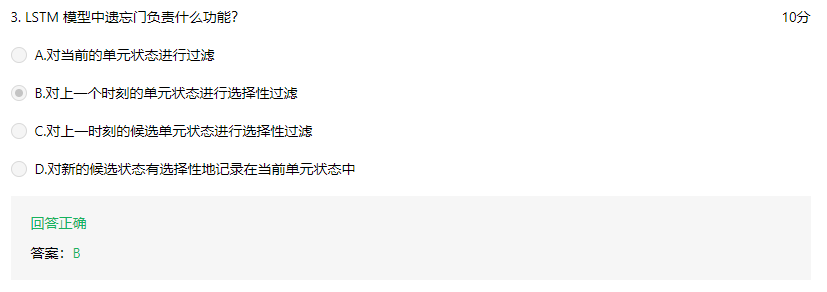 3. LSTM 模型中遗忘门负责什么功能？ 10分
A.对当前的单元状态进行过滤
B.对上一个时刻的单元状态进行选择性过滤
C.对上一时刻的候选单元状态进行选择性过滤
D.对新的候选状态有选择性地记录在当前单元状态中
回答正确
答案：B